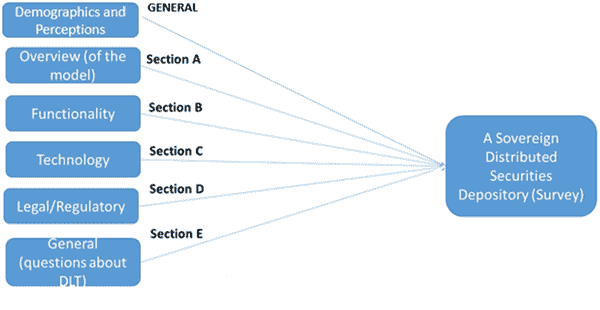 Demographics and
Perceptions
GENERAL
Overview (of the
model)
Section A
Functionality
Section B
Technology
Section C
Legal/Regulatory
Section D
General
(questions about
DLT)
Section E
A Sovereign
Distributed
Securities
Depository (Survey)